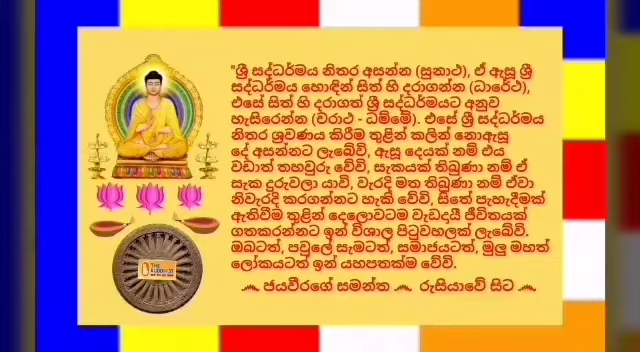 "ශ්‍රී සද්ධර්මය නිතර අසන්න (සුනාථ), ඒ ඇසූ ශ්‍රී
සද්ධර්මය හොඳින් සිත් හි දරාගන්න (ධාරේථ),
එසේ සිත් හි දරාගත් ශ්‍රී සද්ධර්මයට අනුව
හැසිරෙන්න (චරාථ - ධම්මේ). එසේ ශ්‍රී සද්ධර්මය
නිතර ශ්‍රවණය කිරීම තුළින් කලින් නොඇසූ
දේ අසන්නට ලැබේවි, ඇසූ දෙයක් නම් එය
වඩාත් තහවුරු වේවි, සැකයක් තිබුණා නම් ඒ
සැක දුරුවලා යාවි, වැරදි මත තිබුණා නම් ඒවා
නිවැරදි කරගන්නට හැකි වේවි, සිතේ පැහැදීමක්
ඇතිවීම තුළින් දෙලොවටම වැඩදායී ජීවිතයක්
ගතකරන්නට ඉන් විශාල පිටුවහලක් ලැබේවි.
ඔබටත්, පවුලේ සැමටත්, සමාජයටත්, මුලු මහත්
ලෝකයටත් ඉන් යහපතක්ම වේවි.
ජයවීරගේ සමන්ත රුසියාවේ සිට
THE
BUDDHIST